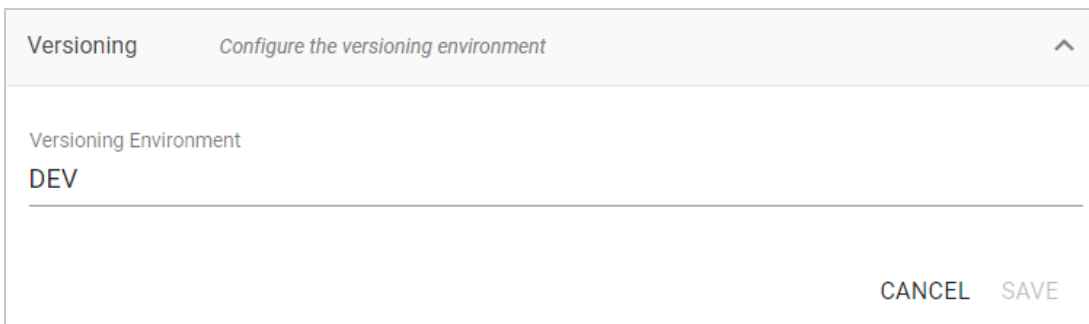 Versioning Configure the versioning environment
Versioning Environment
DEV
CANCEL SAVE